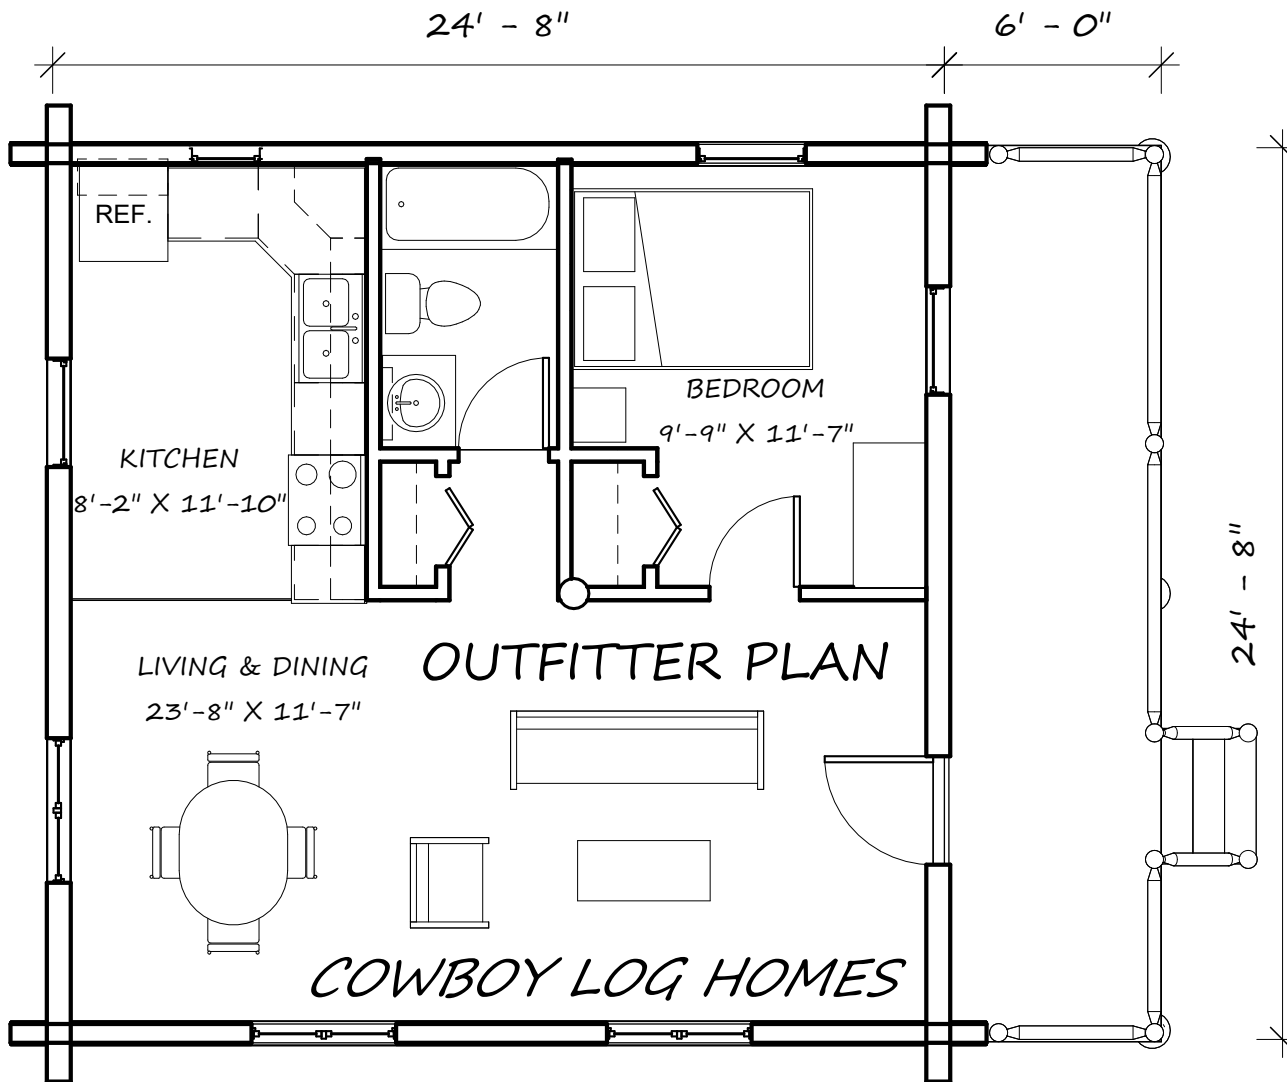 24' - 8"
6' - 0"
REF.
BEDROOM
9'-9" X 11'-7"
KITCHEN
8'-2" X 11'-10"
24' - 8"
LIVING & DINING
23'-8" X 11'-7"
OUTFITTER PLAN
COWBOY LOG HOMES